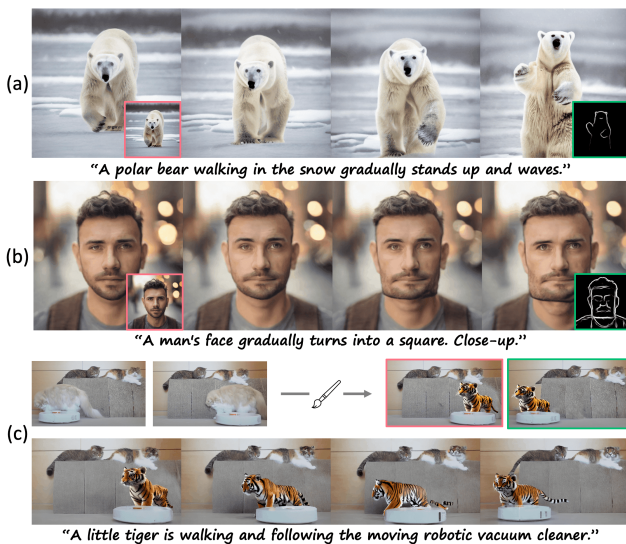 (a)
“A polar bear walking in the snow gradually stands up and waves.”
(b)
“A man's face gradually turns into a square. Close-up.”
(c)
“A little tiger is walking and following the moving robotic vacuum cleaner.”